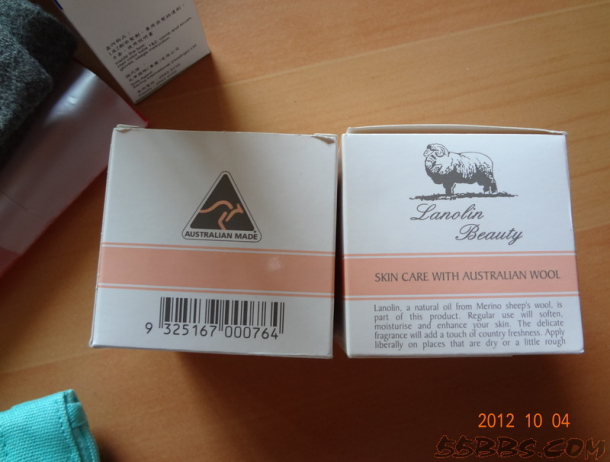 AUSTRALIAN MADE
9 325167 000764
Lanolin
Beauty
SKIN CARE WITH AUSTRALIAN WOOL
Lanolin, a natural oil from Merino sheep's wool, is
part of this product. Regular use will soften,
moisturise and enhance your skin. The delicate
fragrance will add a touch of country freshness. Apply
liberally on places that are dry or a little rough
2012 10 04
55BBS.COM